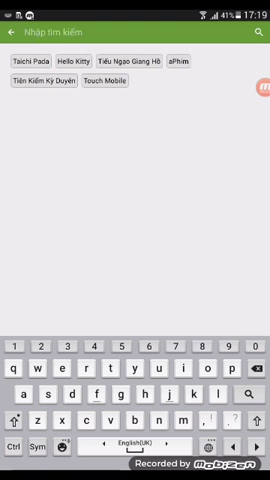 41% 17:19
Nhập tìm kiếm
Taichi Pada Hello Kitty Tiếu Ngạo Giang Hồ aPhim
Tiên Kiếm Kỳ Duyên Touch Mobile
1 2 3 4 5 6 7 8 9 0
q w e r t y u i o p
a s d f g h j k l
z x c v b n m , ! . ?
Ctrl Sym English(UK)
Recorded by mobizen